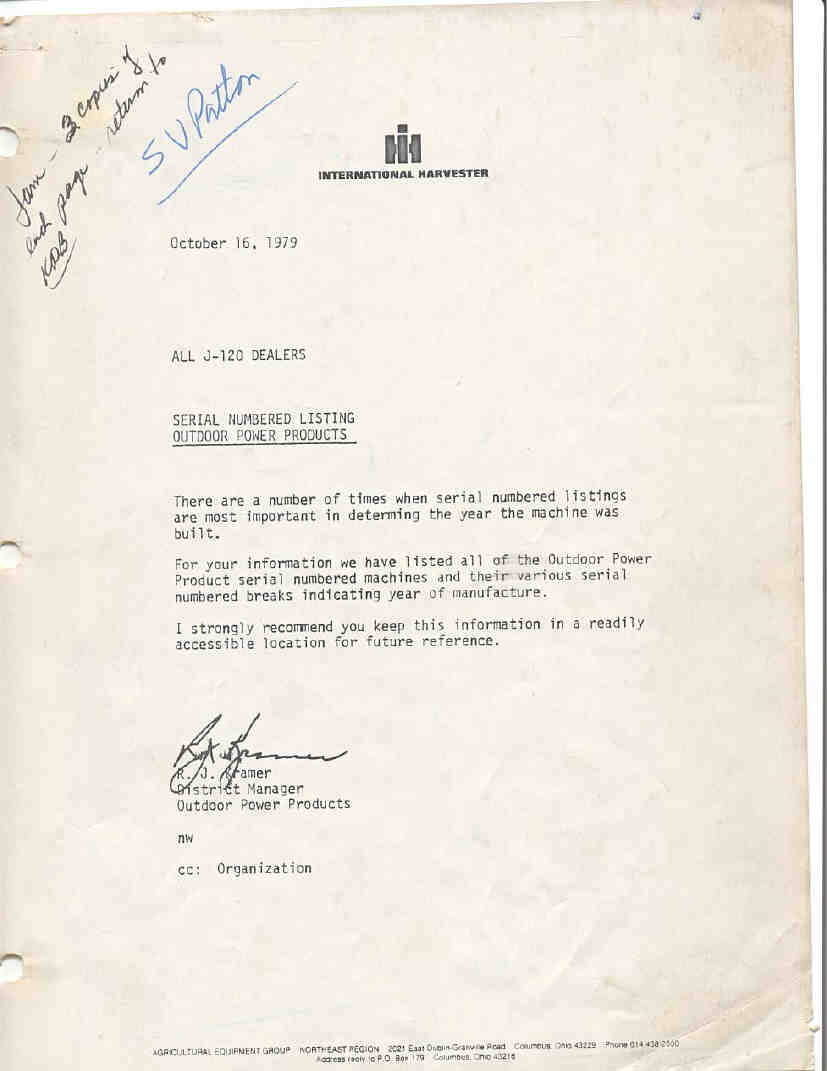 Jam - 3 copies of
each page - return to
KDB
S V Patton
INTERNATIONAL HARVESTER
October 16, 1979
ALL J-120 DEALERS
SERIAL NUMBERED LISTING
OUTDOOR POWER PRODUCTS
There are a number of times when serial numbered listings
are most important in determing the year the machine was
built.
For your information we have listed all of the Outdoor Power
Product serial numbered machines and their various serial
numbered breaks indicating year of manufacture.
I strongly recommend you keep this information in a readily
accessible location for future reference.
R. J. Kramer
District Manager
Outdoor Power Products
nw
cc: Organization
AGRICULTURAL EQUIPMENT GROUP NORTHEAST REGION 2021 East Dublin-Granville Road Columbus, Ohio 43229 Phone 614 438-2500
Address reply to P.O. Box 179 Columbus, Ohio 43216